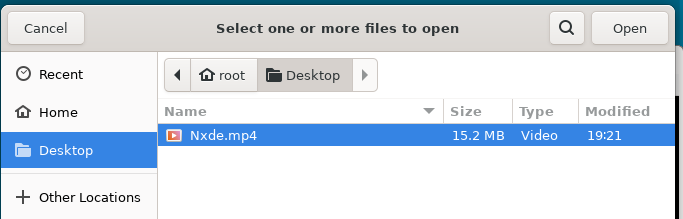 Cancel Select one or more files to open Open
Recent
Home
Desktop
Other Locations
root Desktop
Name Size Type Modified
Nxde.mp4 15.2 MB Video 19:21